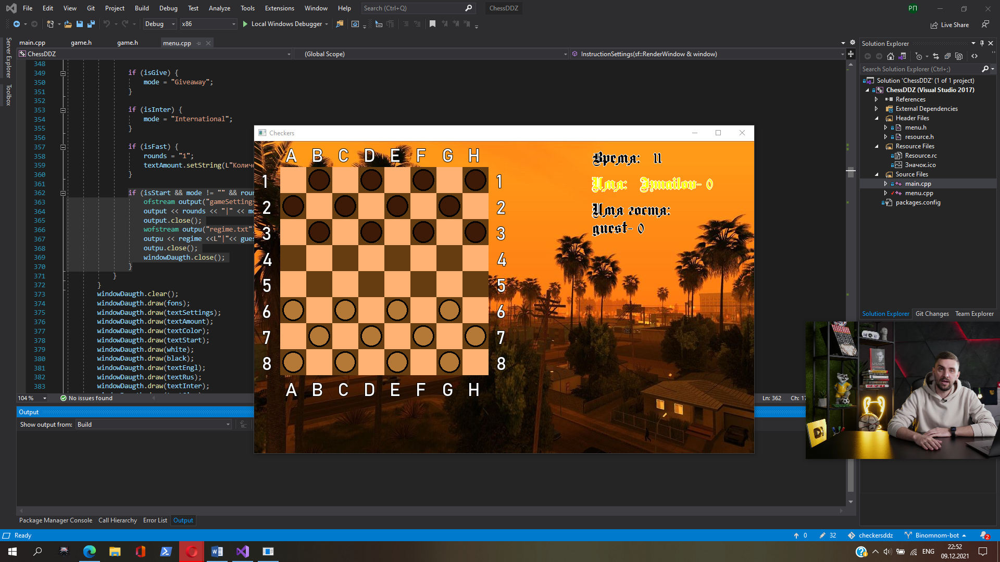 File Edit View Git Project Build Debug Test Analyze Tools Extensions Window Help Search (Ctrl+Q) ChessDDZ РП
Debug x86 Local Windows Debugger Live Share
Server Explorer
Toolbox
main.cpp game.h game.h menu.cpp
ChessDDZ (Global Scope) InstructionSettings(sf::RenderWindow & window)
348
349 if (isGive) {
350 mode = "Giveaway";
351 }
352
353 if (isInter) {
354 mode = "International";
355 }
356
357 if (isFast) {
358 rounds = "1";
359 textAmount.setString(L"Количе
360 }
361
362 if (isStart && mode != "" && roun
363 ofstream output("gameSettings
364 output << rounds << "|" << mo
365 output.close();
366 wofstream outpu("regime.txt")
367 outpu << regime <<L"|"<< gues
368 outpu.close();
369 windowDaugth.close();
370 }
371 }
372 }
373 windowDaugth.clear();
374 windowDaugth.draw(fons);
375 windowDaugth.draw(textSettings);
376 windowDaugth.draw(textAmount);
377 windowDaugth.draw(textColor);
378 windowDaugth.draw(textStart);
379 windowDaugth.draw(white);
380 windowDaugth.draw(black);
381 windowDaugth.draw(textEngl);
382 windowDaugth.draw(textRus);
383 windowDaugth.draw(textInter);
104 % No issues found Ln: 362 Ch: 17
Checkers
A B C D E F G H
1 1
2 2
3 3
4 4
5 5
6 6
7 7
8 8
A B C D E F G H
Время: 11
Имя: Izmailov- 0
Имя гостя:
guest- 0
Output
Show output from: Build
Package Manager Console Call Hierarchy Error List Output
Solution Explorer
Search Solution Explorer (Ctrl+;)
Solution 'ChessDDZ' (1 of 1 project)
ChessDDZ (Visual Studio 2017)
References
External Dependencies
Header Files
menu.h
resource.h
Resource Files
Resource.rc
Значок.ico
Source Files
main.cpp
menu.cpp
packages.config
Solution Explorer Git Changes Team Explorer
Ready 0 32 checkersddz Binomnom-bot 2
ENG 22:52
09.12.2021